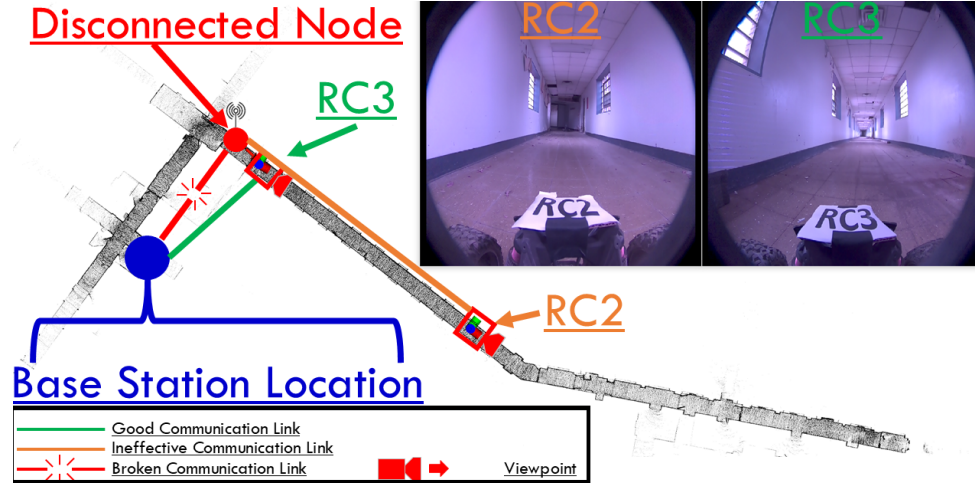 Disconnected Node
RC2
RC3
RC3
RC2
RC3
RC2
Base Station Location
Good Communication Link
Ineffective Communication Link
Broken Communication Link
Viewpoint